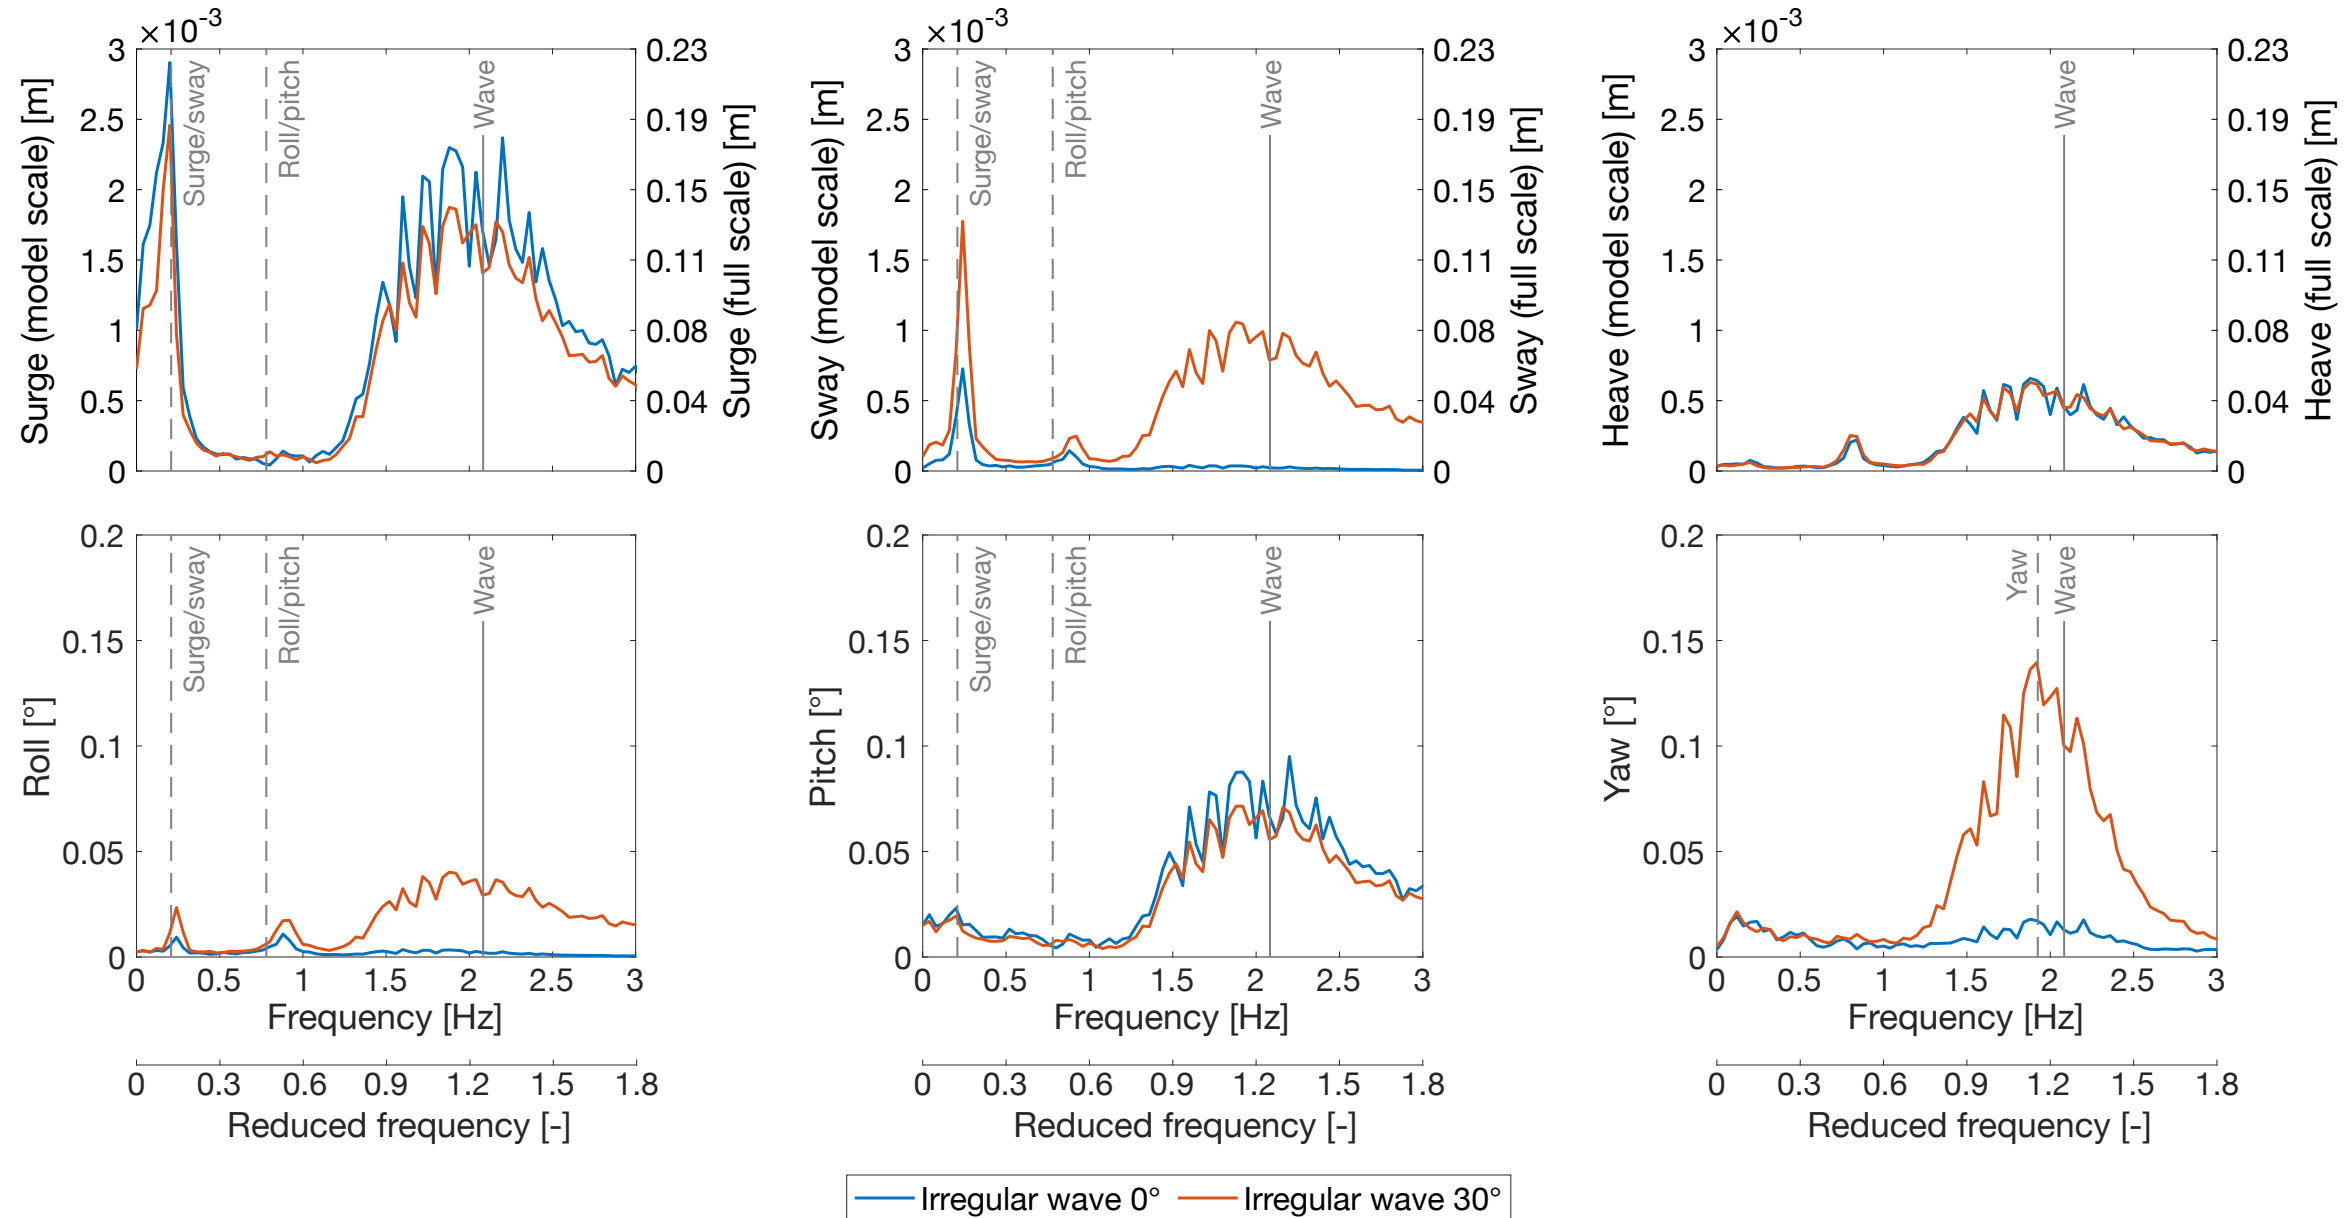 ×10-3
×10-3
×10-3
3 0.23 3 0.23 3 0.23
2.5 0.19 2.5 0.19 2.5 0.19
2 0.15 2 0.15 2 0.15
1.5 0.11 1.5 0.11 1.5 0.11
1 0.08 1 0.08 1 0.08
0.5 0.04 0.5 0.04 0.5 0.04
0 0 0 0 0 0
Surge (model scale) [m]
Surge/sway
Roll/pitch
Wave
Surge (full scale) [m]
Sway (model scale) [m]
Surge/sway
Roll/pitch
Wave
Sway (full scale) [m]
Heave (model scale) [m]
Wave
Heave (full scale) [m]
0.2 0.2 0.2
0.15 0.15 0.15
0.1 0.1 0.1
0.05 0.05 0.05
0 0 0
Roll [°]
Surge/sway
Roll/pitch
Wave
Pitch [°]
Surge/sway
Roll/pitch
Wave
Yaw [°]
Yaw
Wave
0 0.5 1 1.5 2 2.5 3 0 0.5 1 1.5 2 2.5 3 0 0.5 1 1.5 2 2.5 3
Frequency [Hz] Frequency [Hz] Frequency [Hz]
0 0.3 0.6 0.9 1.2 1.5 1.8 0 0.3 0.6 0.9 1.2 1.5 1.8 0 0.3 0.6 0.9 1.2 1.5 1.8
Reduced frequency [-] Reduced frequency [-] Reduced frequency [-]
Irregular wave 0° Irregular wave 30°